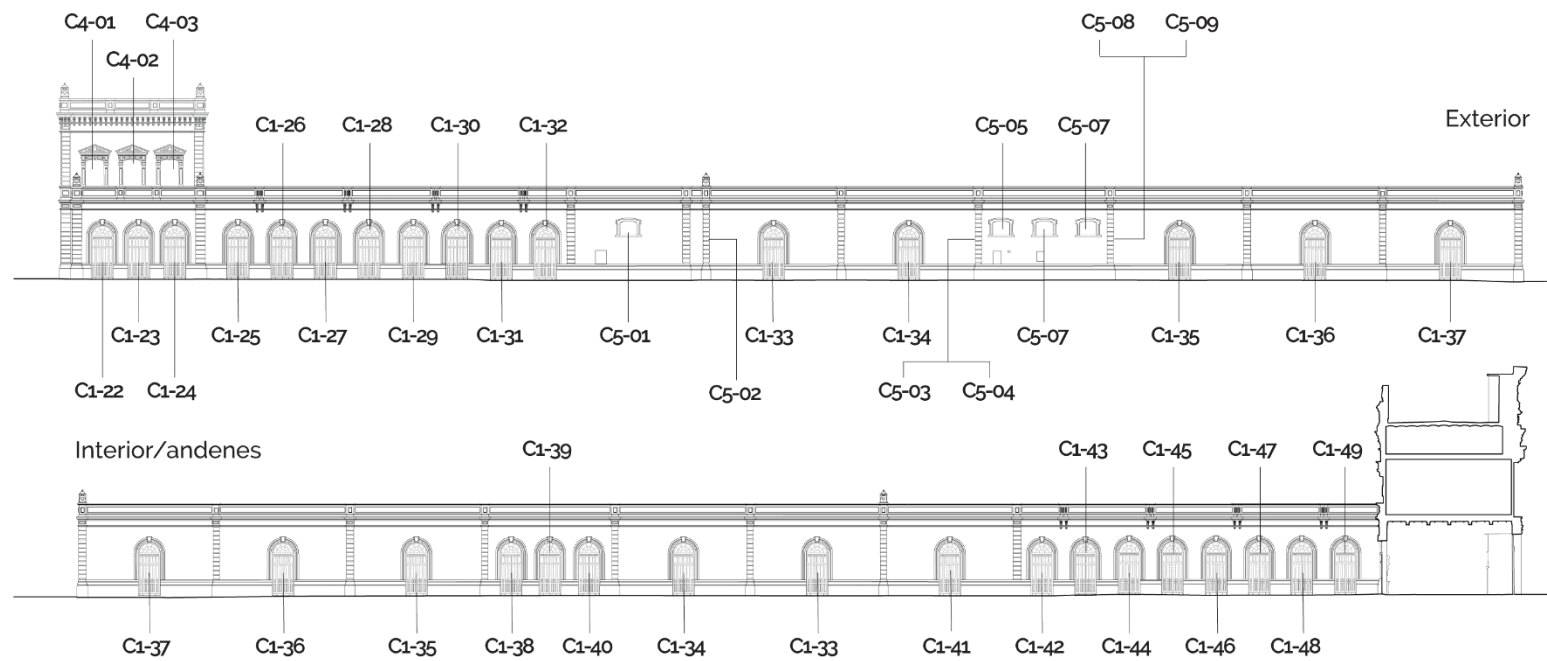 C4-01 C4-03 C5-08 C5-09
C4-02
Exterior
C1-26 C1-28 C1-30 C1-32 C5-05 C5-07
C1-23 C1-25 C1-27 C1-29 C1-31 C5-01 C1-33 C1-34 C5-07 C1-35 C1-36 C1-37
C1-22 C1-24 C5-02 C5-03 C5-04
Interior/andenes
C1-39 C1-43 C1-45 C1-47 C1-49
C1-37 C1-36 C1-35 C1-38 C1-40 C1-34 C1-33 C1-41 C1-42 C1-44 C1-46 C1-48